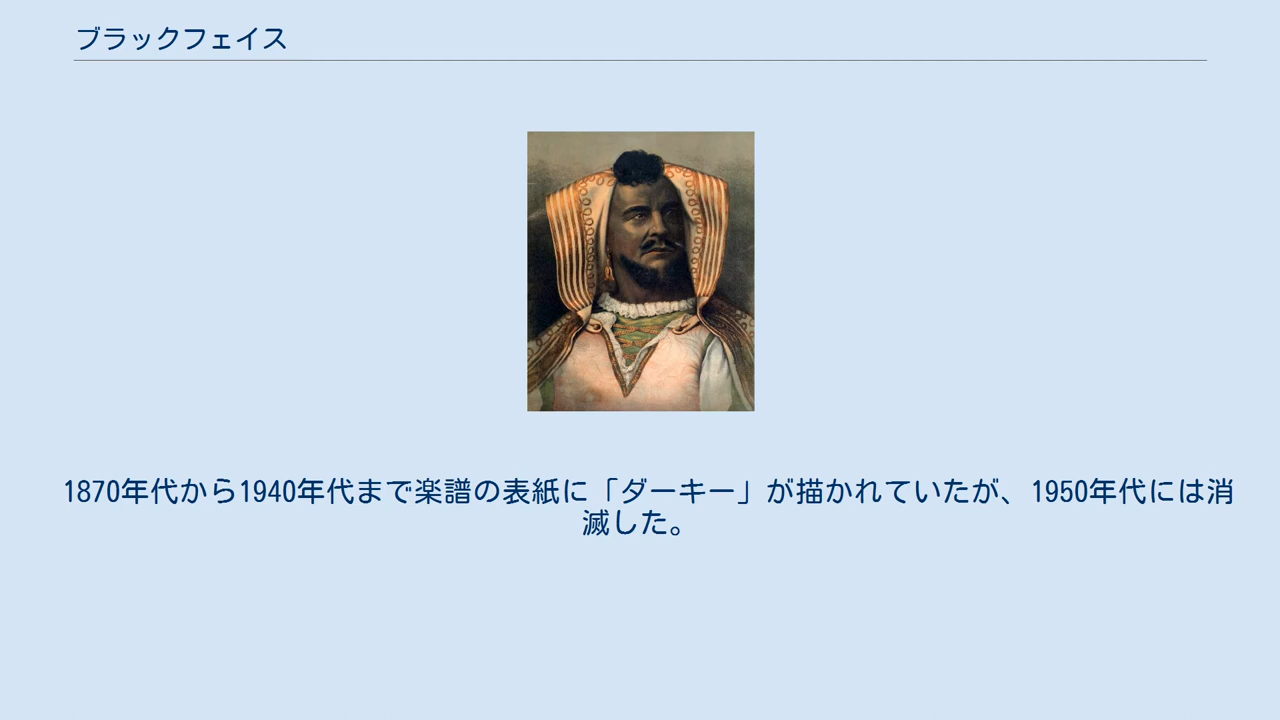 ブラックフェイス
1870年代から1940年代まで楽譜の表紙に「ダーキー」が描かれていたが、1950年代には消
滅した。